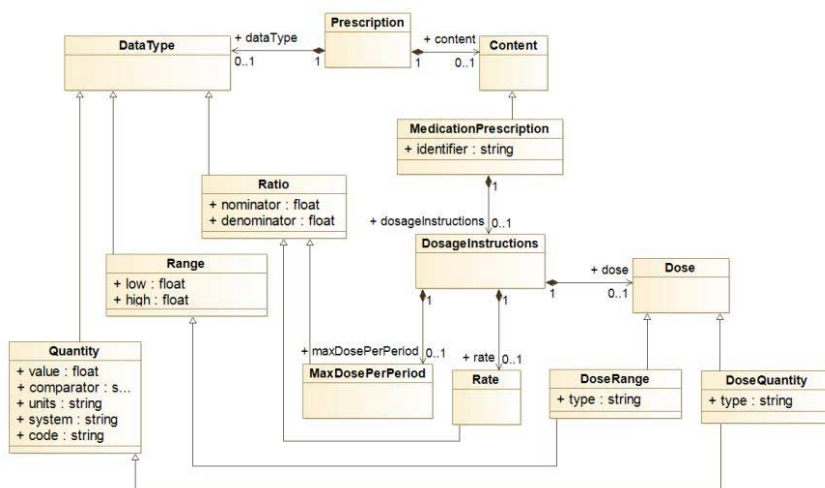 Prescription
+ dataType
0..1
1
1
+ content
0..1
DataType
Content
MedicationPrescription
+ identifier : string
1
+ dosageInstructions
0..1
Ratio
+ nominator : float
+ denominator : float
DosageInstructions
1
1
1
+ dose
0..1
Dose
Range
+ low : float
+ high : float
Quantity
+ value : float
+ comparator : s...
+ units : string
+ system : string
+ code : string
+ maxDosePerPeriod
0..1
+ rate
0..1
MaxDosePerPeriod
Rate
DoseRange
+ type : string
DoseQuantity
+ type : string